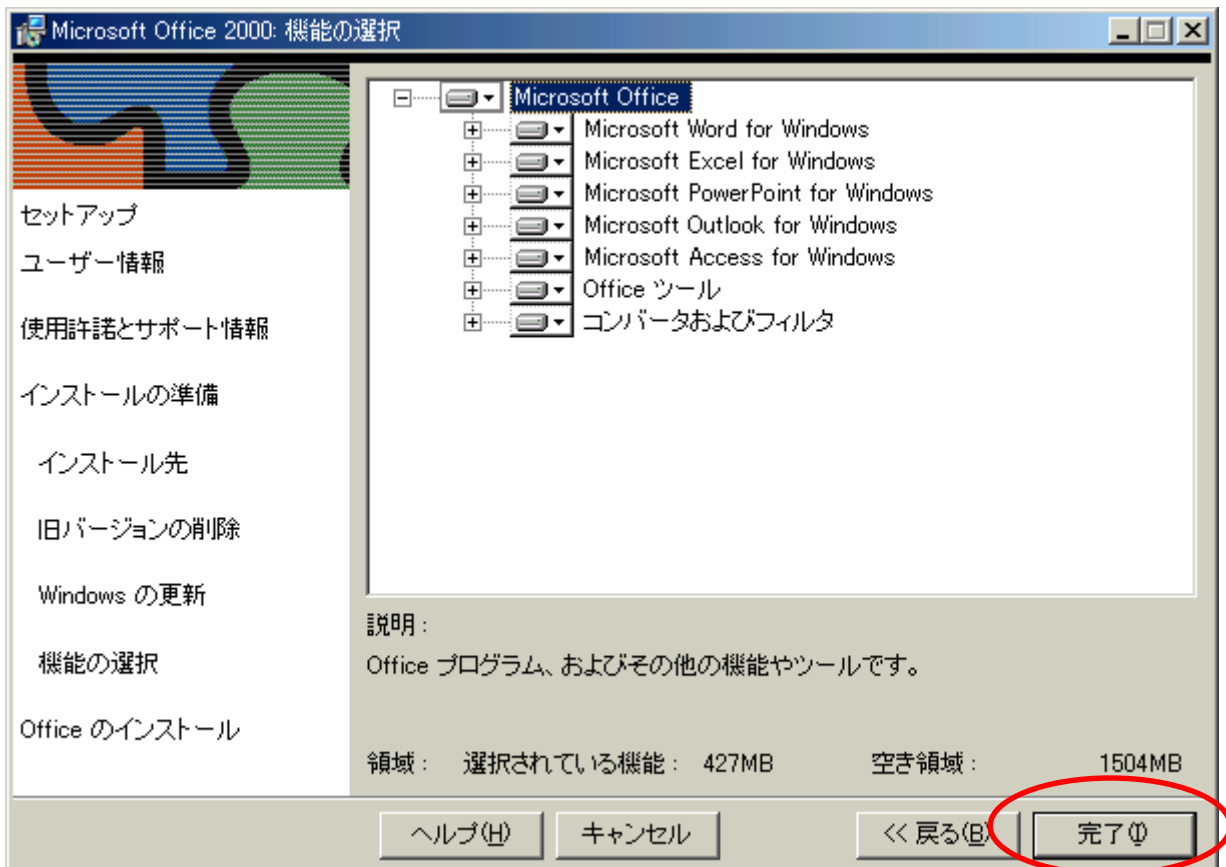 Microsoft Office 2000: 機能の選択
セットアップ
ユーザー情報
使用許諾とサポート情報
インストールの準備
インストール先
旧バージョンの削除
Windows の更新
機能の選択
Office のインストール
Microsoft Office
Microsoft Word for Windows
Microsoft Excel for Windows
Microsoft PowerPoint for Windows
Microsoft Outlook for Windows
Microsoft Access for Windows
Office ツール
コンバータおよびフィルタ
説明:
Office プログラム、およびその他の機能やツールです。
領域: 選択されている機能: 427MB 空き領域: 1504MB
ヘルプ(H) キャンセル << 戻る(B) 完了(I)